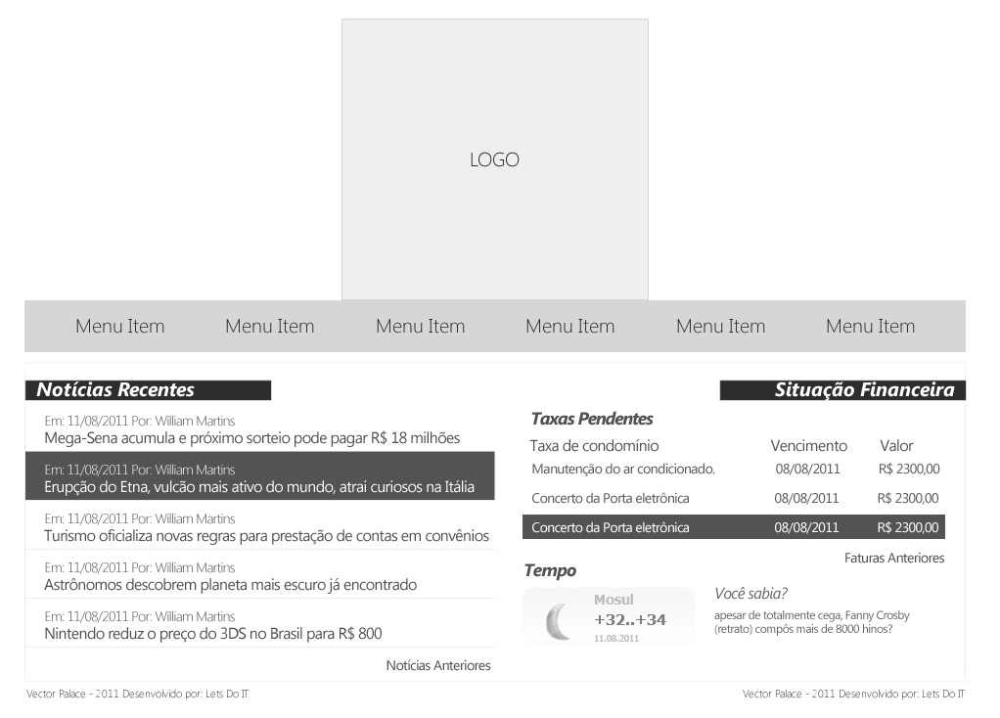 LOGO
Menu Item Menu Item Menu Item Menu Item Menu Item Menu Item
Notícias Recentes
Em: 11/08/2011 Por: William Martins
Mega-Sena acumula e próximo sorteio pode pagar R$ 18 milhões
Em: 11/08/2011 Por: William Martins
Erupção do Etna, vulcão mais ativo do mundo, atrai curiosos na Itália
Em: 11/08/2011 Por: William Martins
Turismo oficializa novas regras para prestação de contas em convênios
Em: 11/08/2011 Por: William Martins
Astrônomos descobrem planeta mais escuro já encontrado
Em: 11/08/2011 Por: William Martins
Nintendo reduz o preço do 3DS no Brasil para R$ 800
Notícias Anteriores
Situação Financeira
Taxas Pendentes
Taxa de condomínio Vencimento Valor
Manutenção do ar condicionado. 08/08/2011 R$ 2300,00
Concerto da Porta eletrônica 08/08/2011 R$ 2300,00
Concerto da Porta eletrônica 08/08/2011 R$ 2300,00
Faturas Anteriores
Tempo
Mosul
+32..+34
11.08.2011
Você sabia?
apesar de totalmente cega, Fanny Crosby
(retrato) compôs mais de 8000 hinos?
Vector Palace - 2011 Desenvolvido por: Lets Do IT
Vector Palace - 2011 Desenvolvido por: Lets Do IT